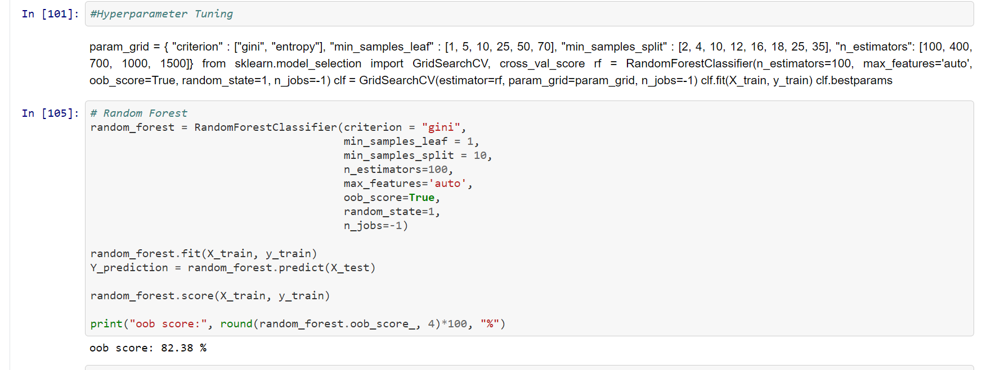 In [101]: #Hyperparameter Tuning
param_grid = { "criterion" : ["gini", "entropy"], "min_samples_leaf" : [1, 5, 10, 25, 50, 70], "min_samples_split" : [2, 4, 10, 12, 16, 18, 25, 35], "n_estimators": [100, 400,
700, 1000, 1500]} from sklearn.model_selection import GridSearchCV, cross_val_score rf = RandomForestClassifier(n_estimators=100, max_features='auto',
oob_score=True, random_state=1, n_jobs=-1) clf = GridSearchCV(estimator=rf, param_grid=param_grid, n_jobs=-1) clf.fit(X_train, y_train) clf.bestparams
In [105]: # Random Forest
random_forest = RandomForestClassifier(criterion = "gini",
min_samples_leaf = 1,
min_samples_split = 10,
n_estimators=100,
max_features='auto',
oob_score=True,
random_state=1,
n_jobs=-1)
random_forest.fit(X_train, y_train)
Y_prediction = random_forest.predict(X_test)
random_forest.score(X_train, y_train)
print("oob score:", round(random_forest.oob_score_, 4)*100, "%")
oob score: 82.38 %